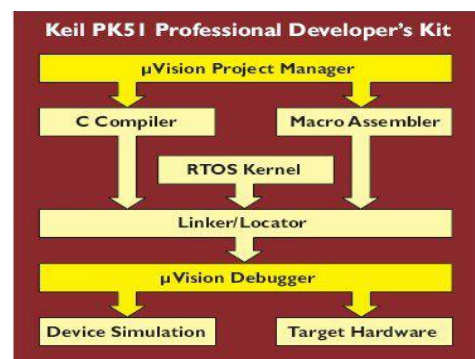 Keil PK51 Professional Developer's Kit
µVision Project Manager
C Compiler
Macro Assembler
RTOS Kernel
Linker/Locator
µVision Debugger
Device Simulation
Target Hardware